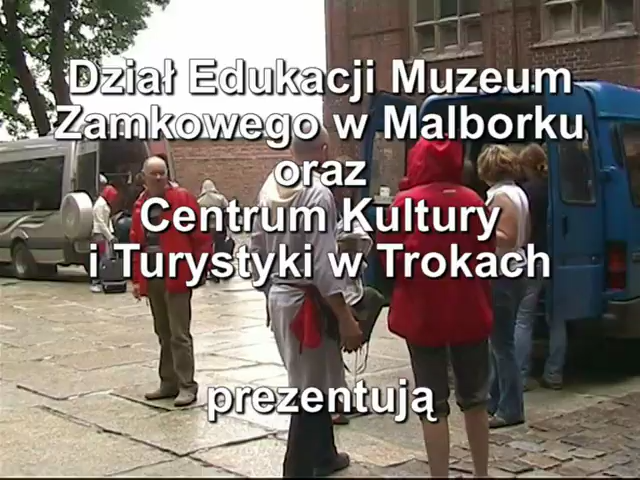 Dział Edukacji Muzeum
Zamkowego w Malborku
oraz
Centrum Kultury
i Turystyki w Trokach
prezentują